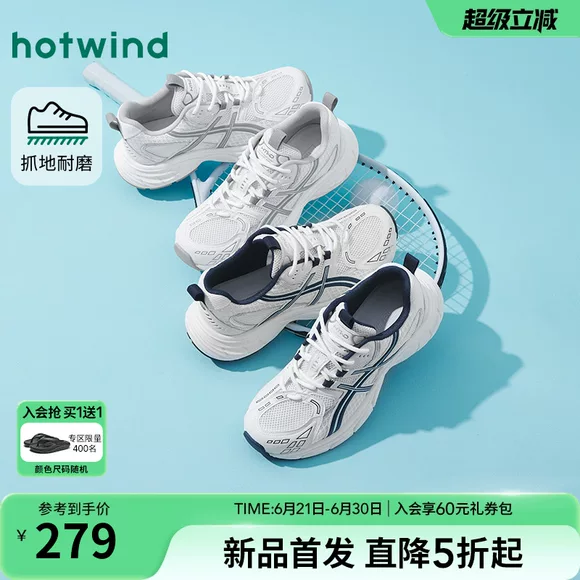 hotwind
超级立减
抓地耐磨
入会抢 买1送1
专区限量
400名
颜色尺码随机
参考到手价
¥279
TIME:6月21日-6月30日 | 入会享60元礼券包
新品首发 直降5折起